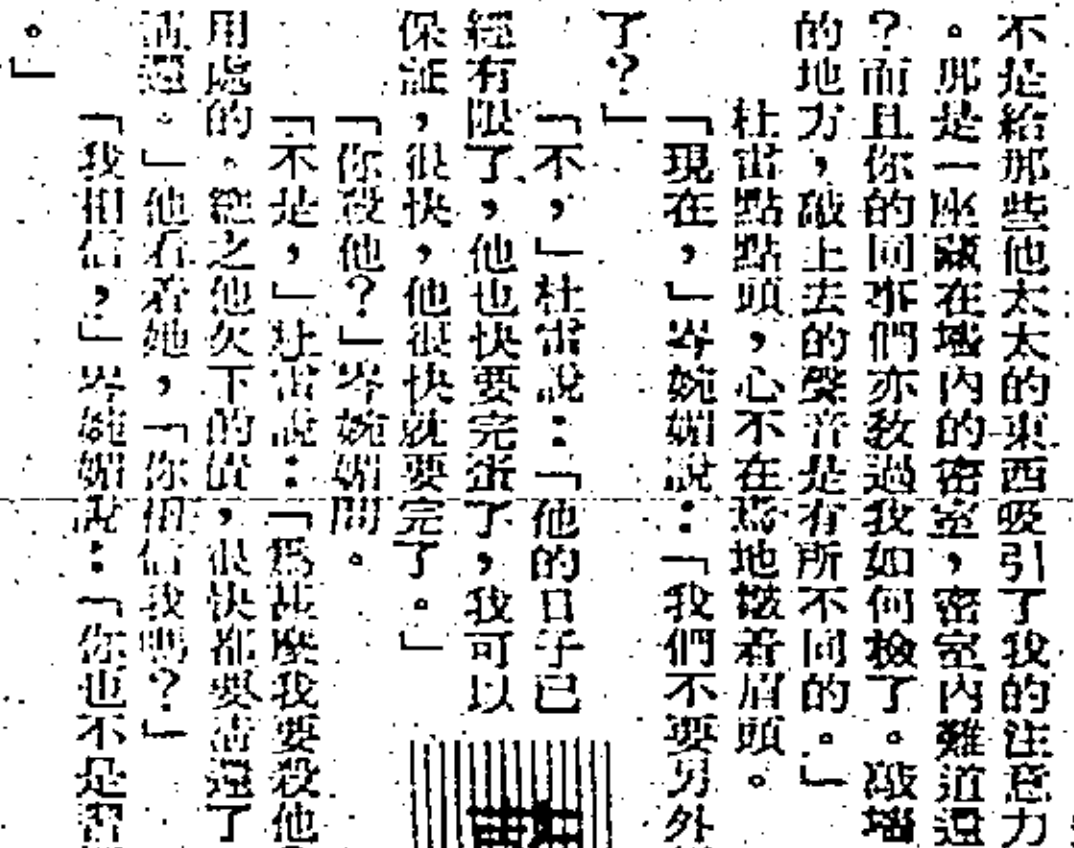 不是給那些他太太的東西吸引了我的注意力
。那是一座藏在墻內的密室，密室內難道還
？而且你的同事們亦教過我如何檢了。敲墻
的地方，敲上去的聲音是有所不同的。」
杜雷點點頭，心不在焉地皺着眉頭。
「現在，」岑婉媚說：「我們不要另外
了？」
「不，」杜雷說：「他的日子已
經有限了，他也快要完蛋了，我可以
保証，很快，他很快就要完了。」
「你殺他？」岑婉媚問。
「不是，」杜雷說：「爲甚麼我要殺他
用處的。總之他欠下的債，很快都要清還了
清還。」他看着她，「你相信我嗎？」
「我相信，」岑婉媚說：「你也不是習
。」